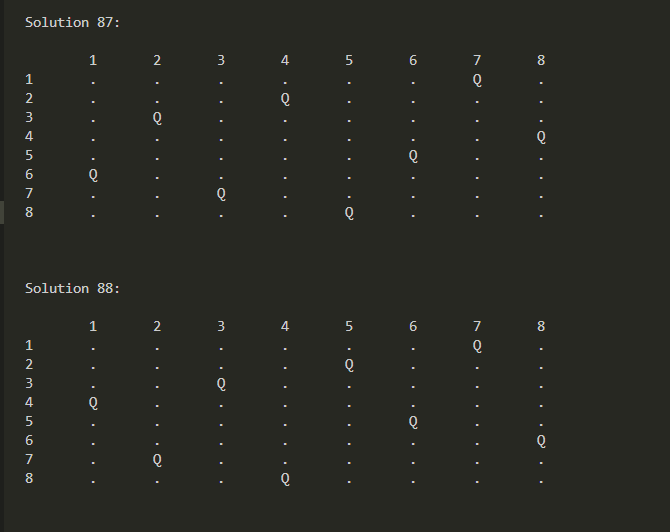 Solution 87:
1 2 3 4 5 6 7 8
1 . . . . . . Q .
2 . . . Q . . . .
3 . Q . . . . . .
4 . . . . . . . Q
5 . . . . . Q . .
6 Q . . . . . . .
7 . . Q . . . . .
8 . . . . Q . . .
Solution 88:
1 2 3 4 5 6 7 8
1 . . . . . . Q .
2 . . . . Q . . .
3 . . Q . . . . .
4 Q . . . . . . .
5 . . . . . Q . .
6 . . . . . . . Q
7 . Q . . . . . .
8 . . . Q . . . .